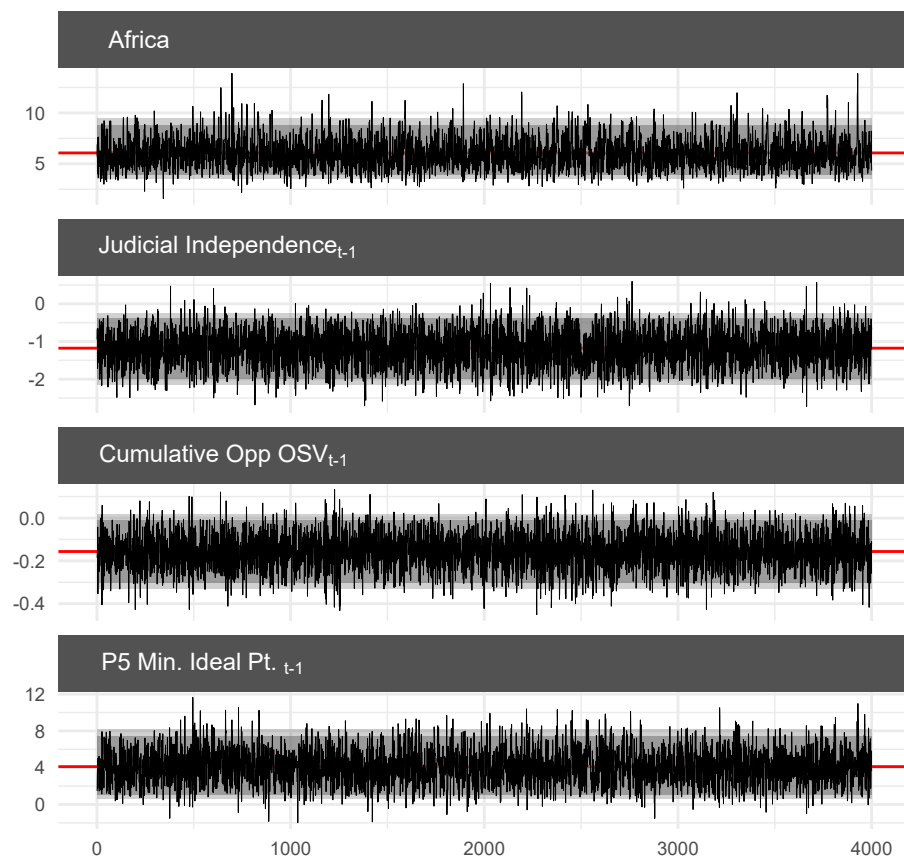 Africa
10
5
Judicial Independence t-1
0
-1
-2
Cumulative Opp OSV t-1
0.0
-0.2
-0.4
P5 Min. Ideal Pt. t-1
12
8
4
0
0 1000 2000 3000 4000